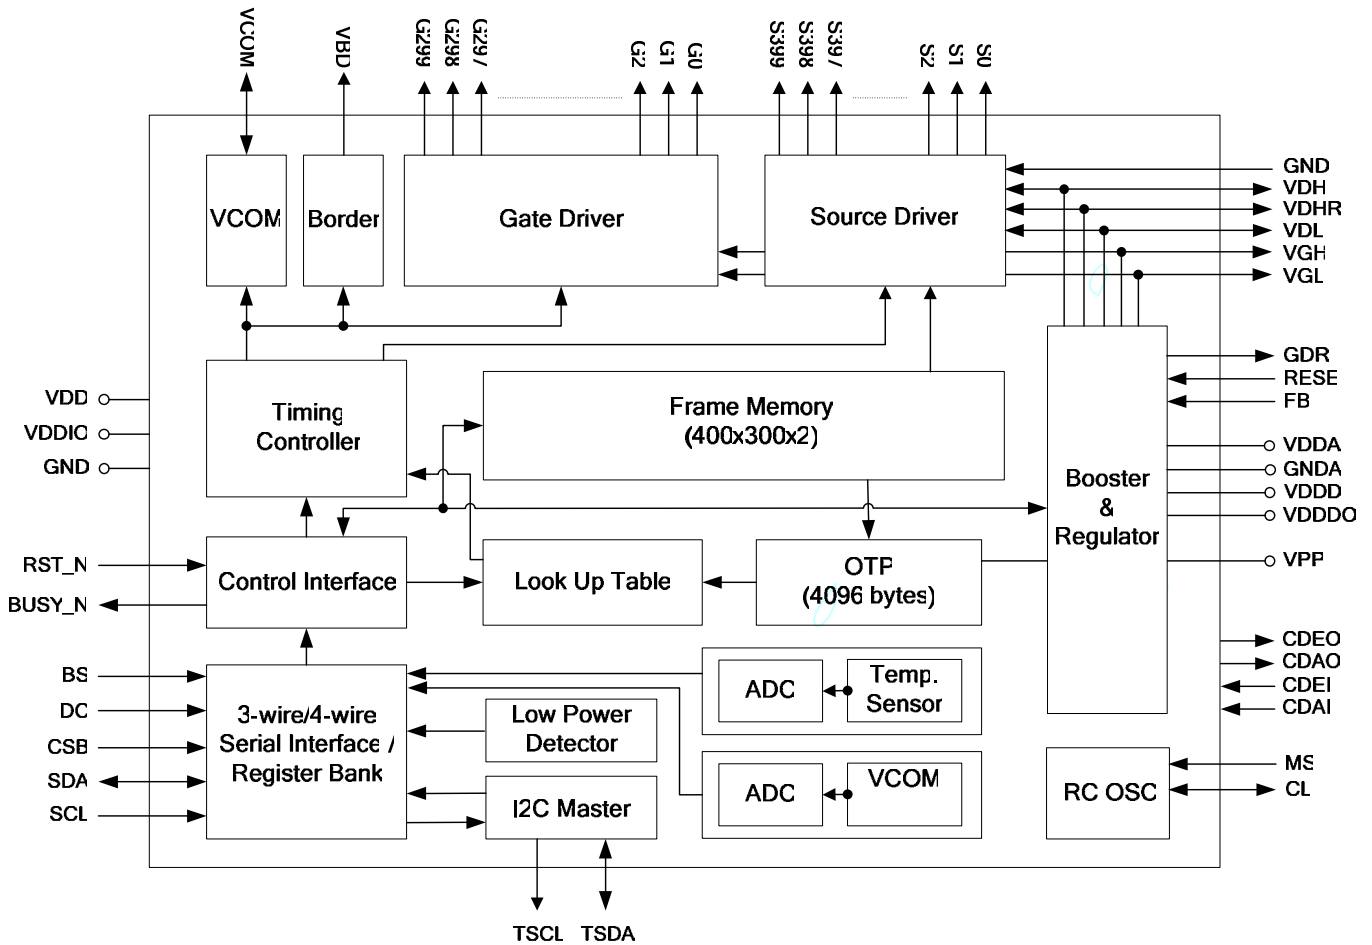 VCOM
VBD
G299
G298
G297
G2
G1
G0
S399
S398
S397
S2
S1
S0
VCOM
Border
Gate Driver
Source Driver
GND
VDH
VDHR
VDL
VGH
VGL
VDD
VDDIO
GND
Timing
Controller
Frame Memory
(400x300x2)
Booster
&
Regulator
GDR
RESE
FB
VDDA
GNDA
VDDD
VDDDO
VPP
RST_N
BUSY_N
Control Interface
Look Up Table
OTP
(4096 bytes)
BS
DC
CSB
SDA
SCL
3-wire/4-wire
Serial Interface /
Register Bank
Low Power
Detector
I2C Master
ADC
Temp.
Sensor
ADC
VCOM
CDEO
CDAO
CDEI
CDAI
RC OSC
MS
CL
TSCL
TSDA